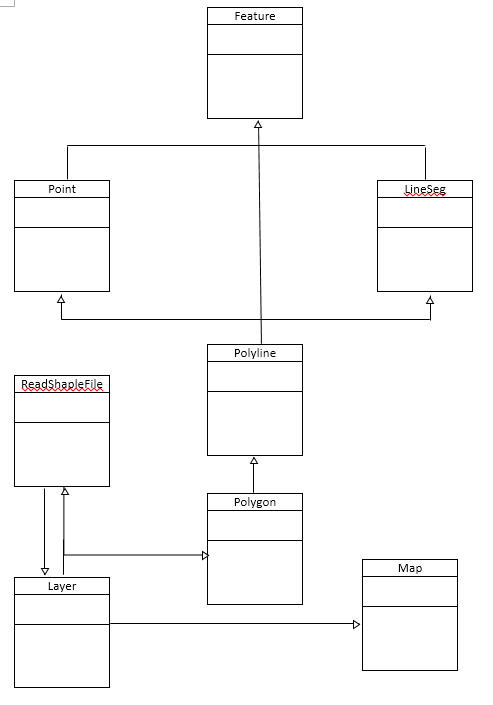 Feature
Point
LineSeg
Polyline
ReadShapleFile
Polygon
Map
Layer